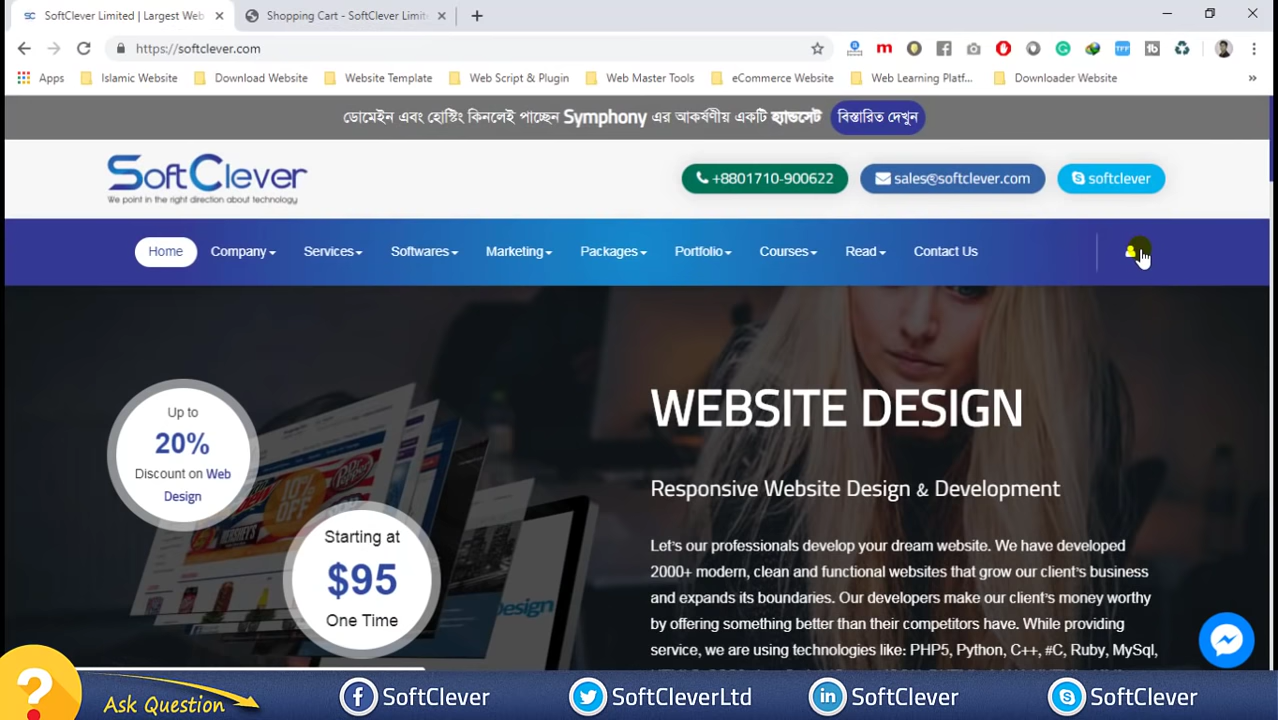 SoftClever Limited | Largest Web
Shopping Cart - SoftClever Limit
https://softclever.com
Apps Islamic Website Download Website Website Template Web Script & Plugin Web Master Tools eCommerce Website Web Learning Platf... Downloader Website
ডোমেইন এবং হোস্টিং কিনলেই পাচ্ছেন Symphony এর আকর্ষণীয় একটি হ্যান্ডসেট বিস্তারিত দেখুন
SoftClever
We point in the right direction about technology
+8801710-900622 sales@softclever.com softclever
Home Company Services Softwares Marketing Packages Portfolio Courses Read Contact Us
Up to
20%
Discount on Web
Design
Starting at
$95
One Time
WEBSITE DESIGN
Responsive Website Design & Development
Let's our professionals develop your dream website. We have developed
2000+ modern, clean and functional websites that grow our client's business
and expands its boundaries. Our developers make our client's money worthy
by offering something better than their competitors have. While providing
service, we are using technologies like: PHP5, Python, C++, #C, Ruby, MySql,
10%
OFF
HERSHEY'S
Design
? Ask Question
SoftClever SoftCleverLtd SoftClever SoftClever